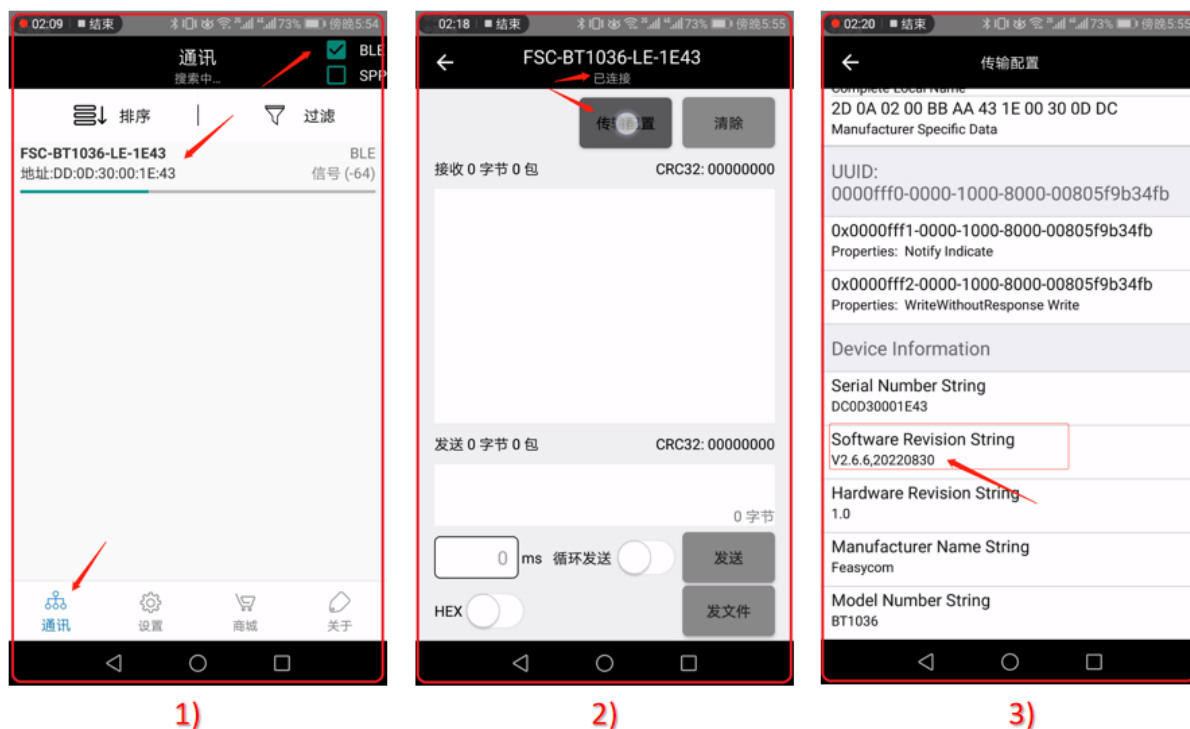 02:09 结束 73% 傍晚5:54
通讯
搜索中...
BLE
SPP
排序
过滤
FSC-BT1036-LE-1E43 BLE
地址:DD:0D:30:00:1E:43 信号 (-64)
通讯 设置 商城 关于
1)
02:18 结束 73% 傍晚5:55
FSC-BT1036-LE-1E43
已连接
传输配置 清除
接收 0 字节 0 包 CRC32: 00000000
发送 0 字节 0 包 CRC32: 00000000
0 字节
0 ms 循环发送 发送
HEX 发文件
2)
02:20 结束 73% 傍晚5:55
传输配置
Complete Local Name
2D 0A 02 00 BB AA 43 1E 00 30 0D DC
Manufacturer Specific Data
UUID:
0000fff0-0000-1000-8000-00805f9b34fb
0x0000fff1-0000-1000-8000-00805f9b34fb
Properties: Notify Indicate
0x0000fff2-0000-1000-8000-00805f9b34fb
Properties: WriteWithoutResponse Write
Device Information
Serial Number String
DC0D30001E43
Software Revision String
V2.6.6,20220830
Hardware Revision String
1.0
Manufacturer Name String
Feasycom
Model Number String
BT1036
3)